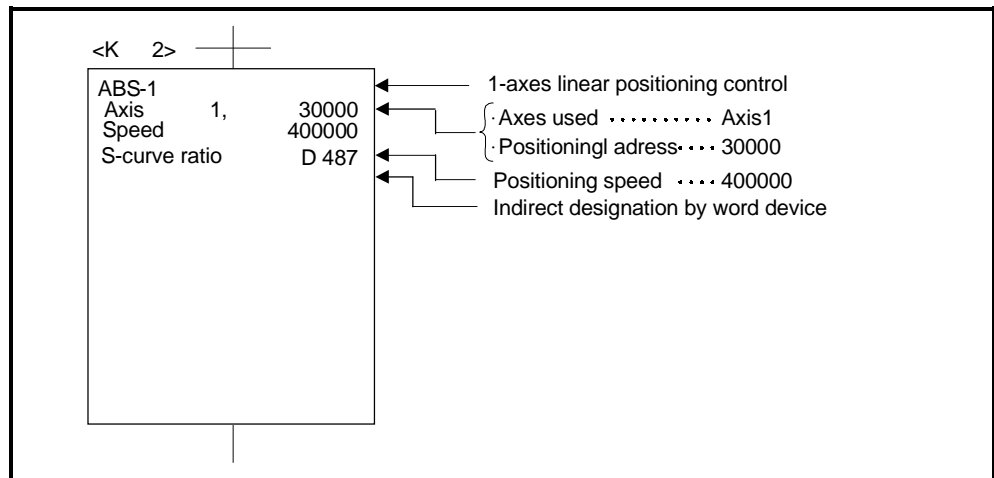 <K 2>
ABS-1
Axis 1, 30000
Speed 400000
S-curve ratio D 487
1-axes linear positioning control
· Axes used ·········· Axis1
· Positioningl adress ···· 30000
Positioning speed ···· 400000
Indirect designation by word device